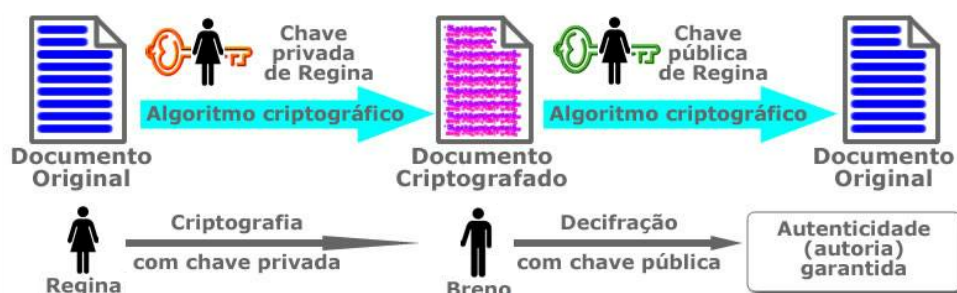 Chave
privada
de Regina
Chave
pública
de Regina
Algoritmo criptográfico
Algoritmo criptográfico
Documento
Original
Documento
Criptografado
Documento
Original
Criptografia
com chave privada
Decifração
com chave pública
Autenticidade
(autoria)
garantida
Regina
Breno